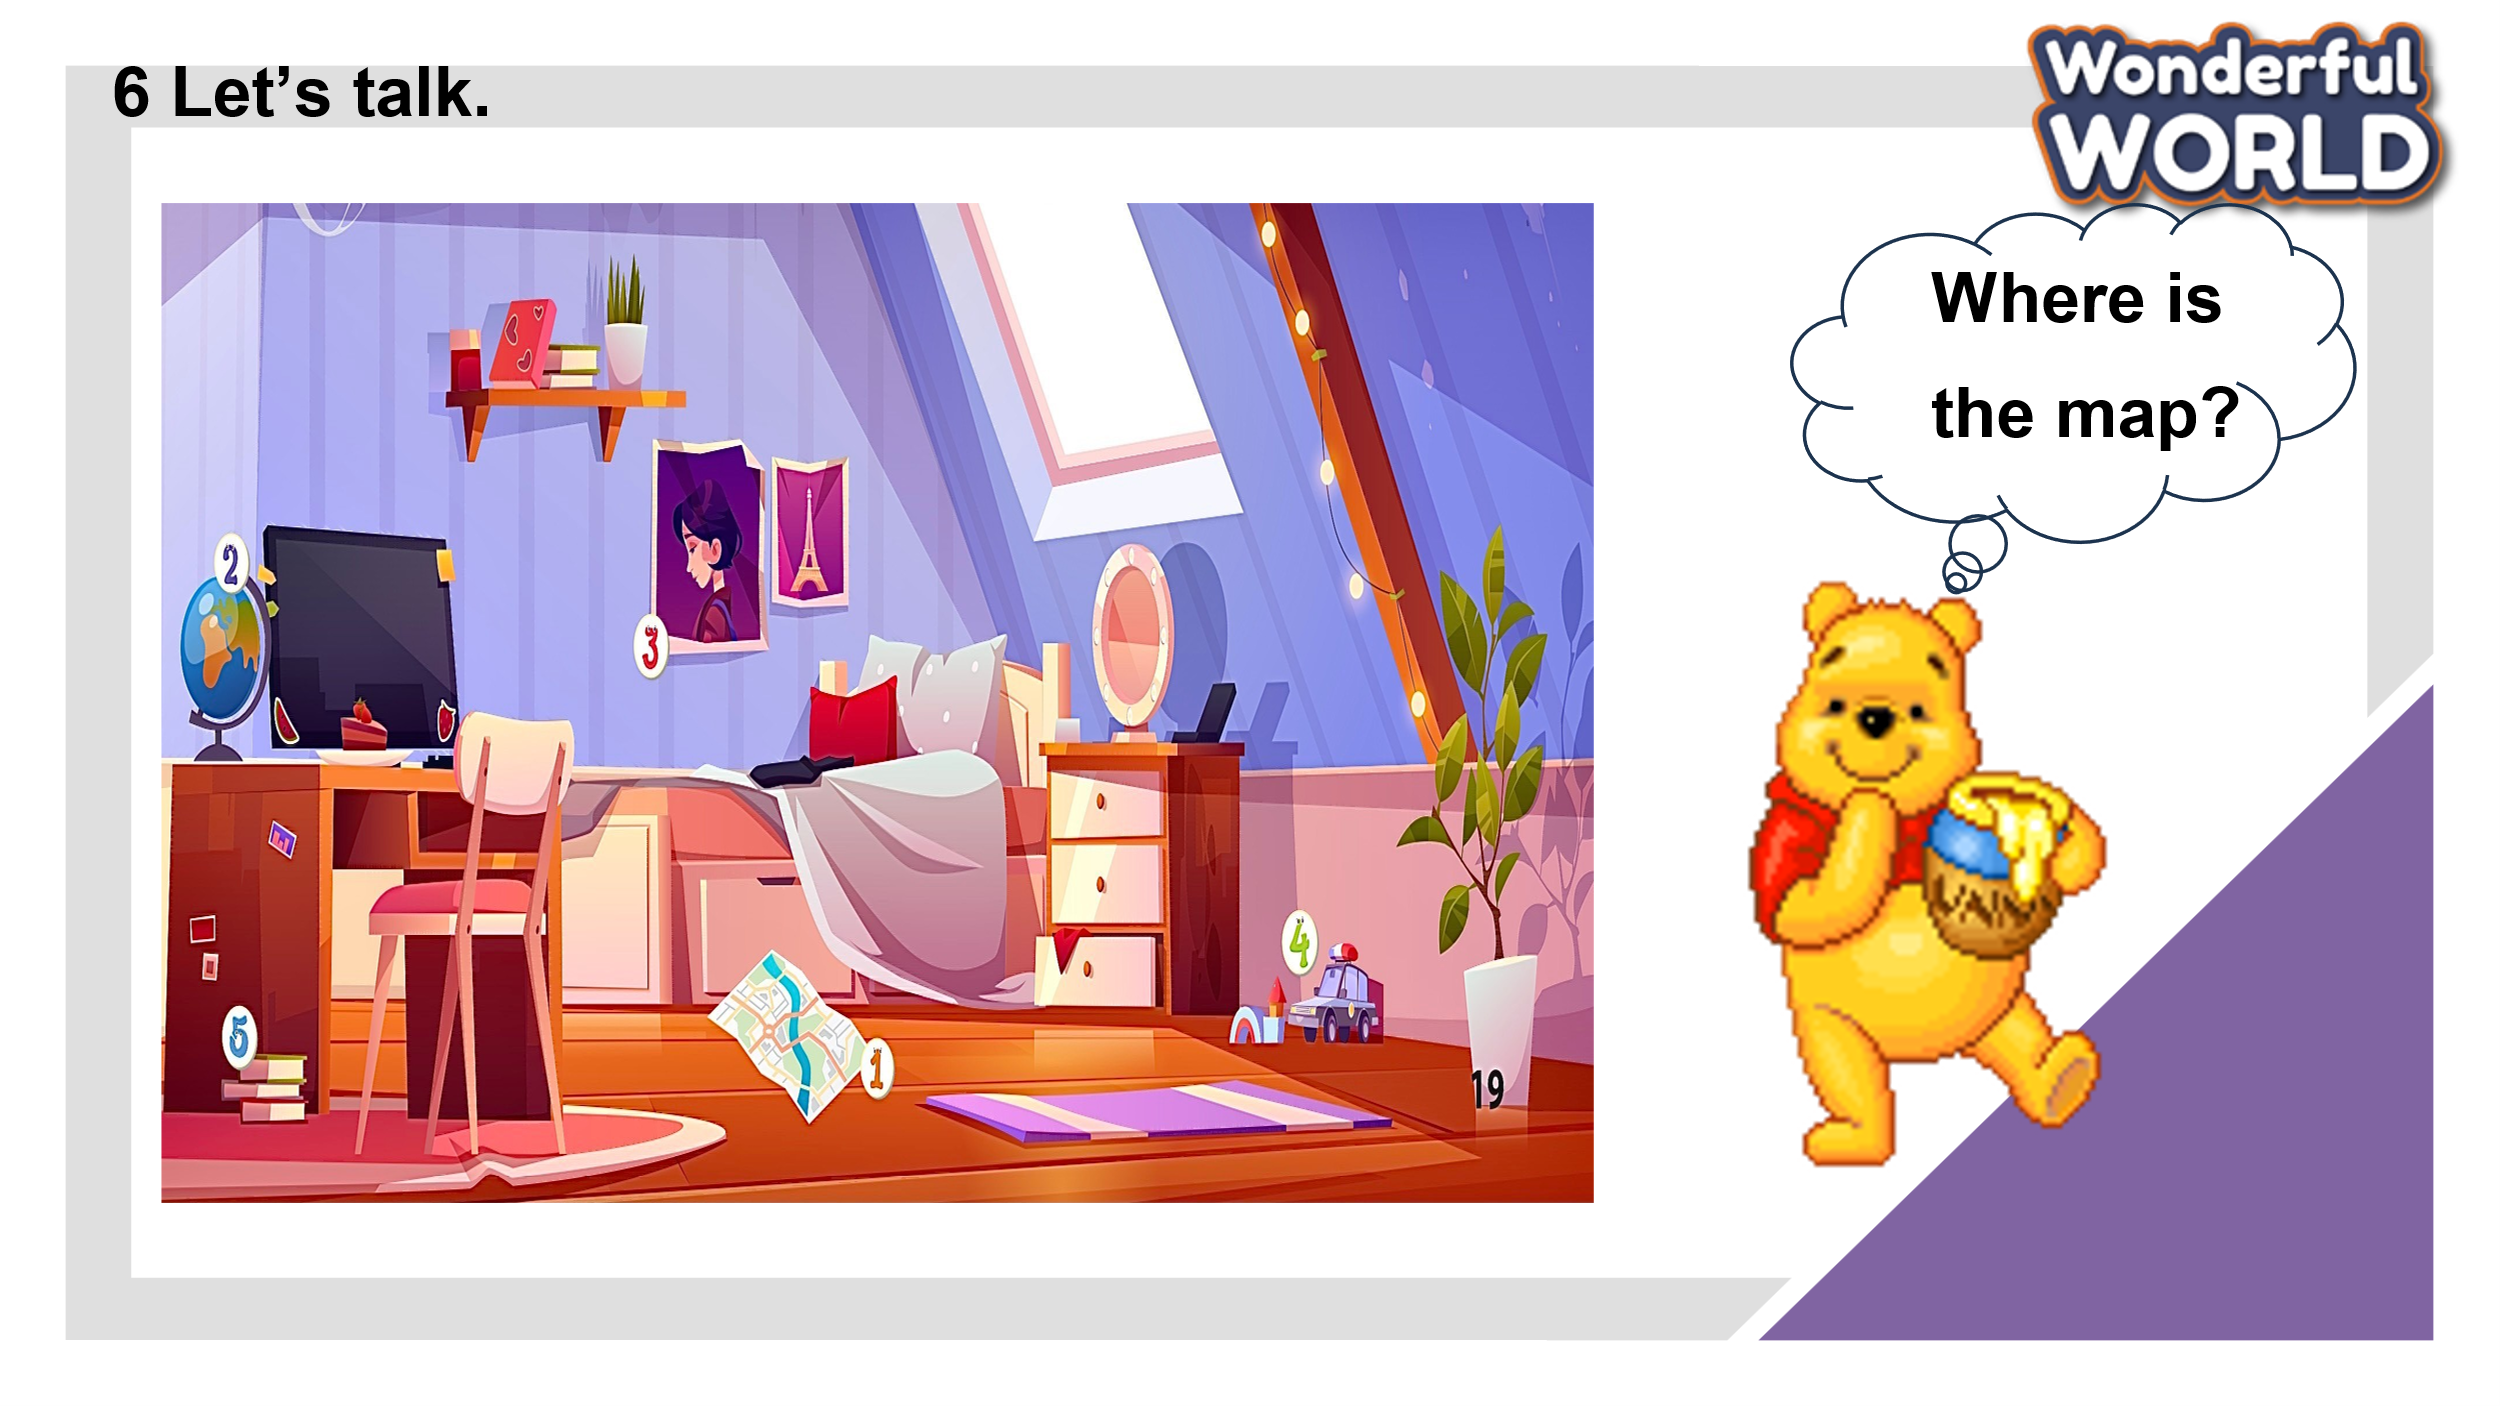 6 Let’s talk.
Wonderful
WORLD
Where is
the map?
2
3
4
5
1
19